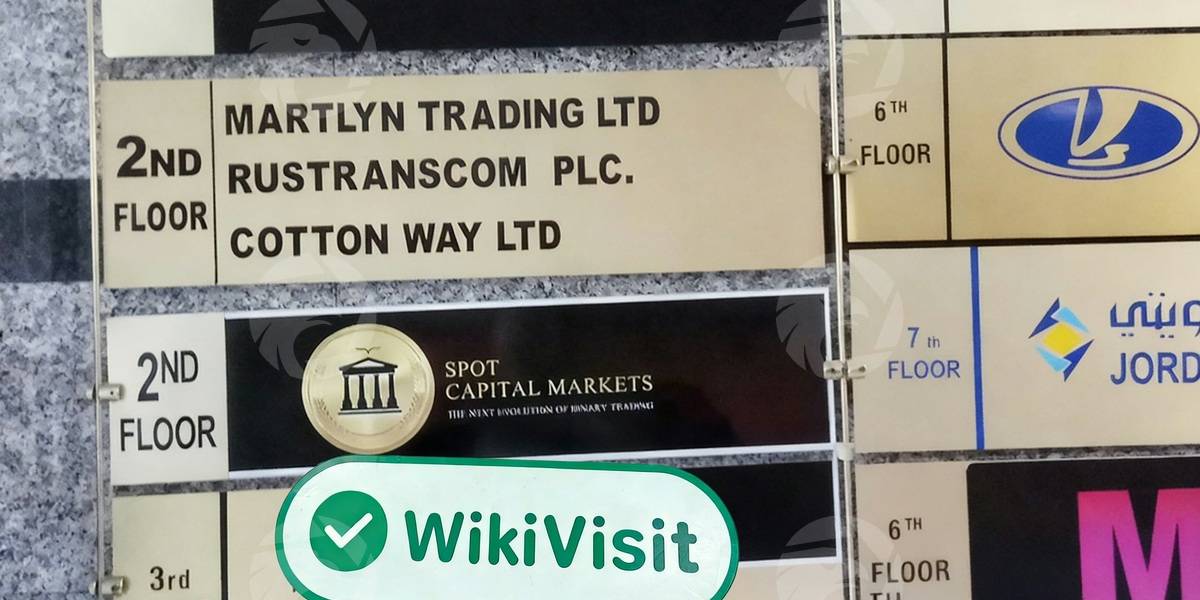 2ND
FLOOR
MARTLYN TRADING LTD
RUSTRANSCOM PLC.
COTTON WAY LTD
2ND
FLOOR
SPOT
CAPITAL MARKETS
THE NEXT EVOLUTION OF BINARY TRADING
3rd
WikiVisit
6TH
FLOOR
7th
FLOOR
JORD
6TH
FLOOR
M